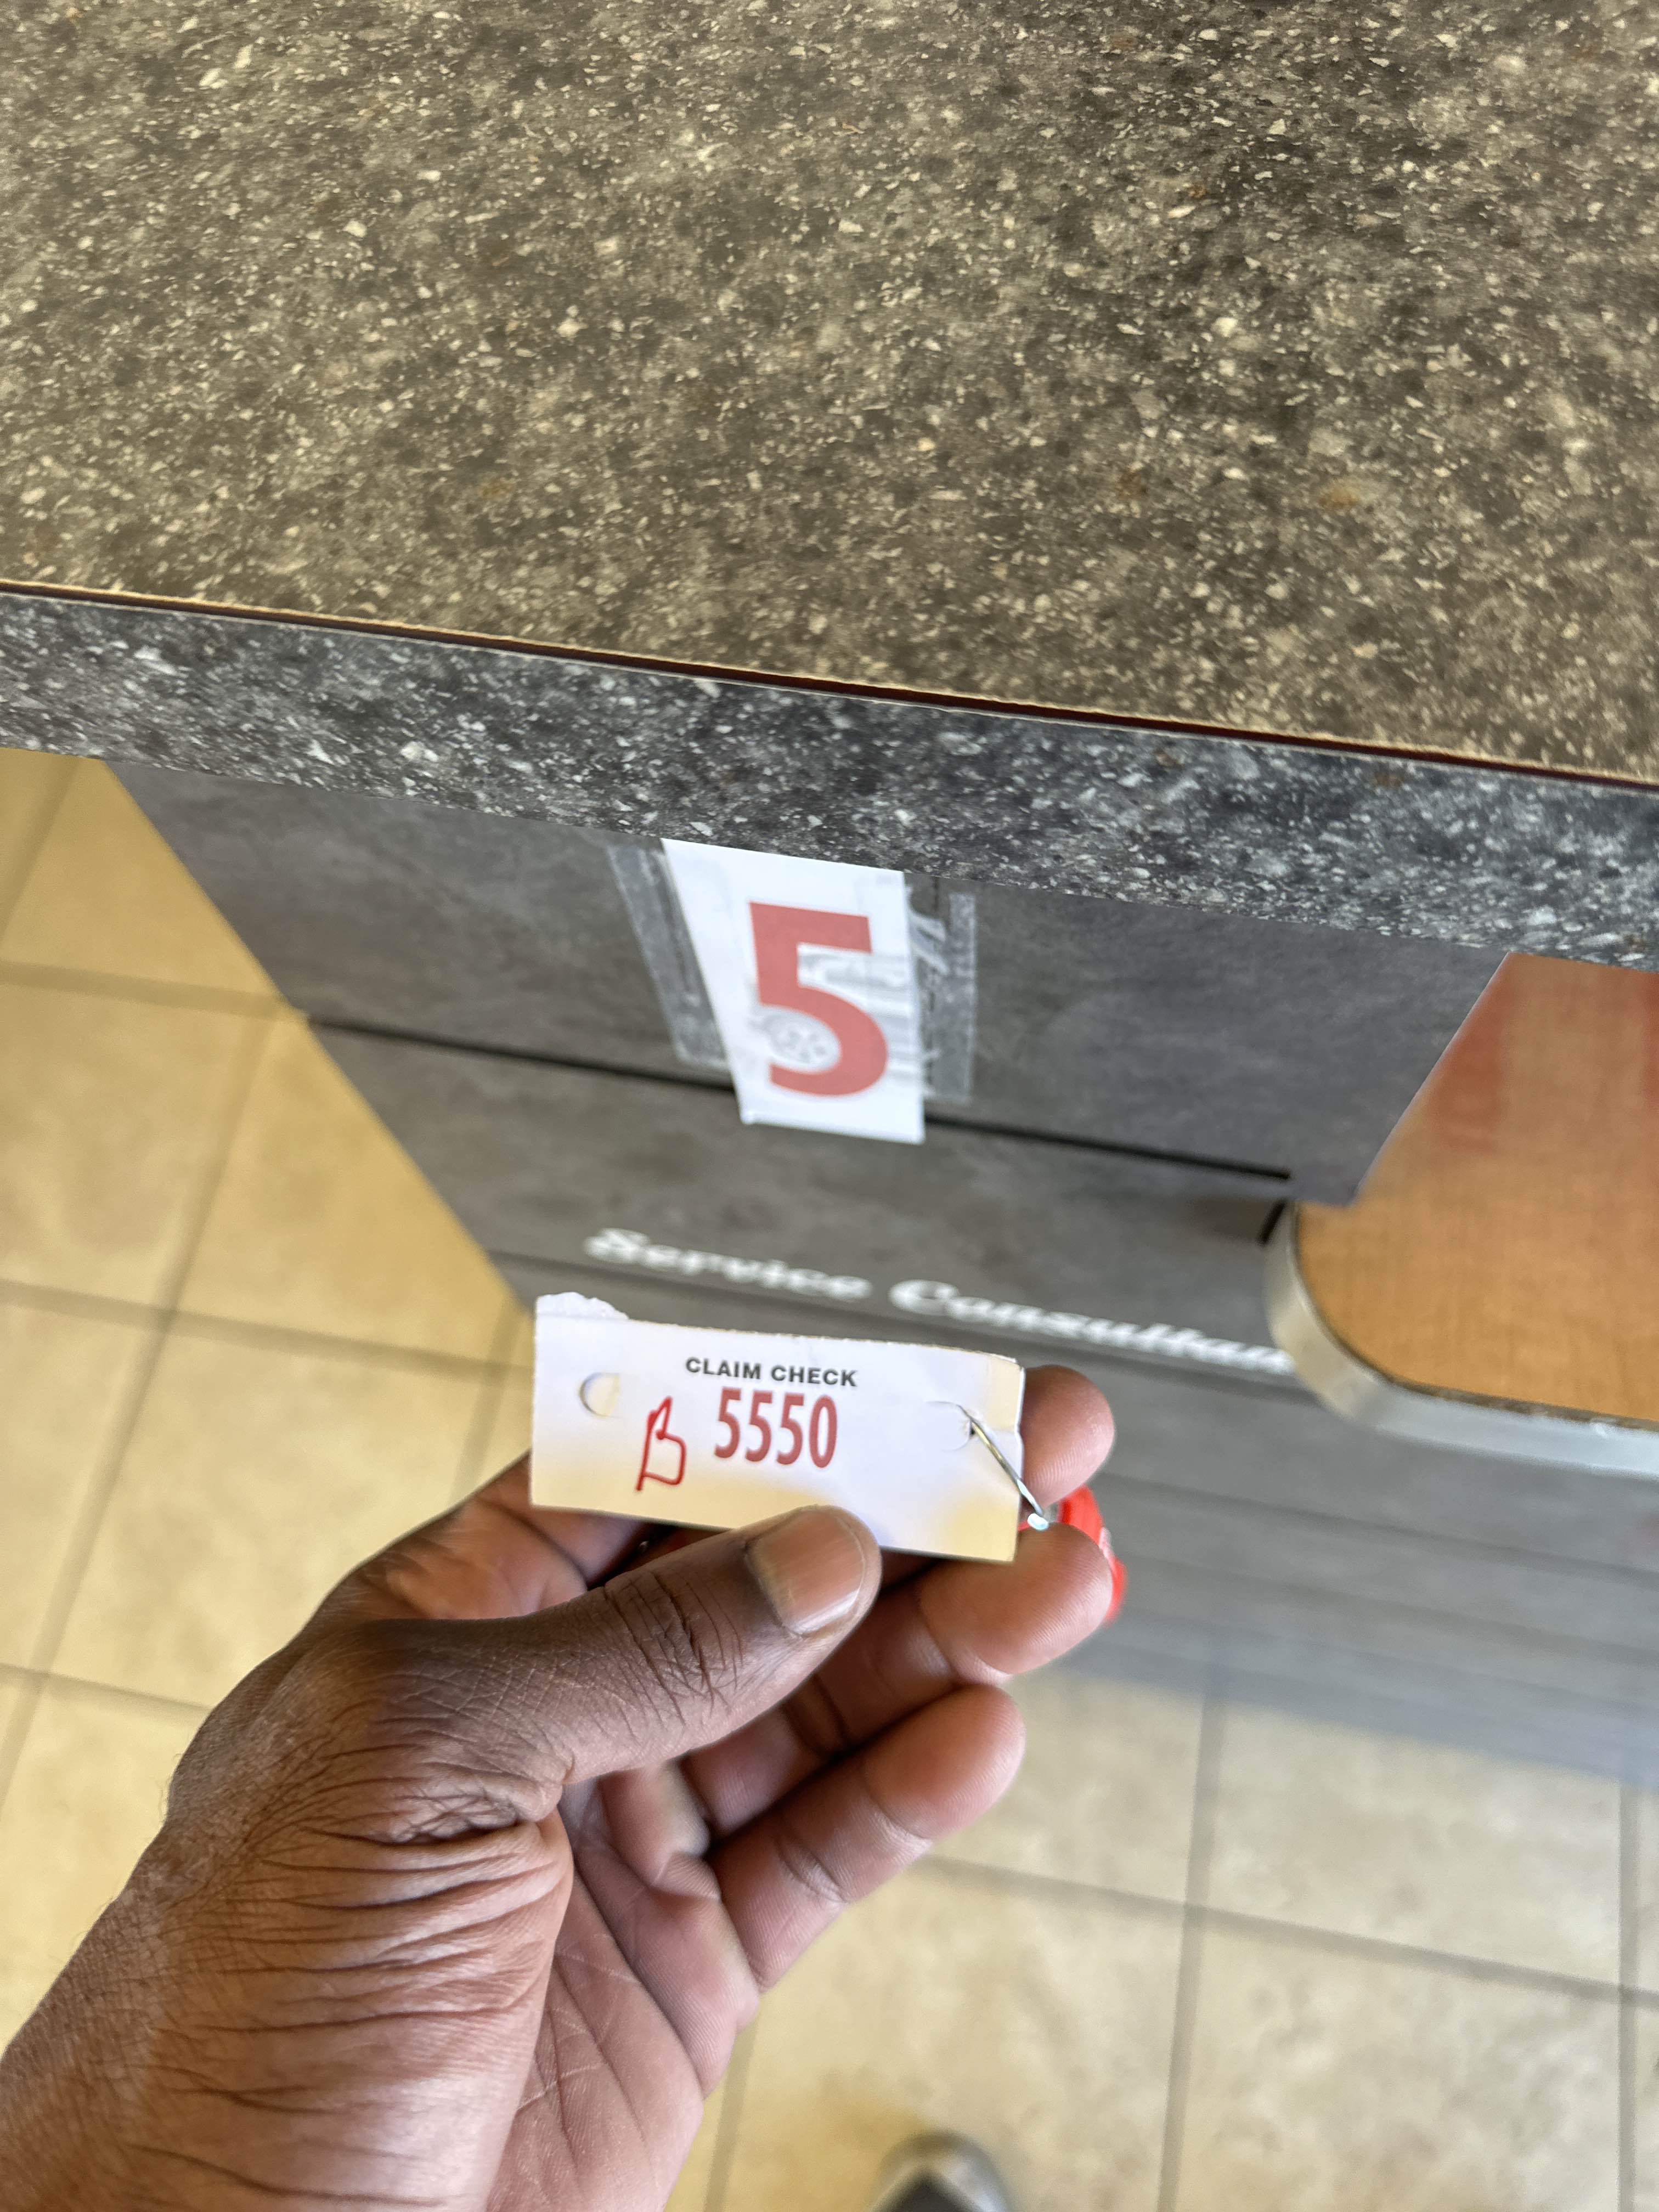 5
Service Consultan
CLAIM CHECK
B 5550